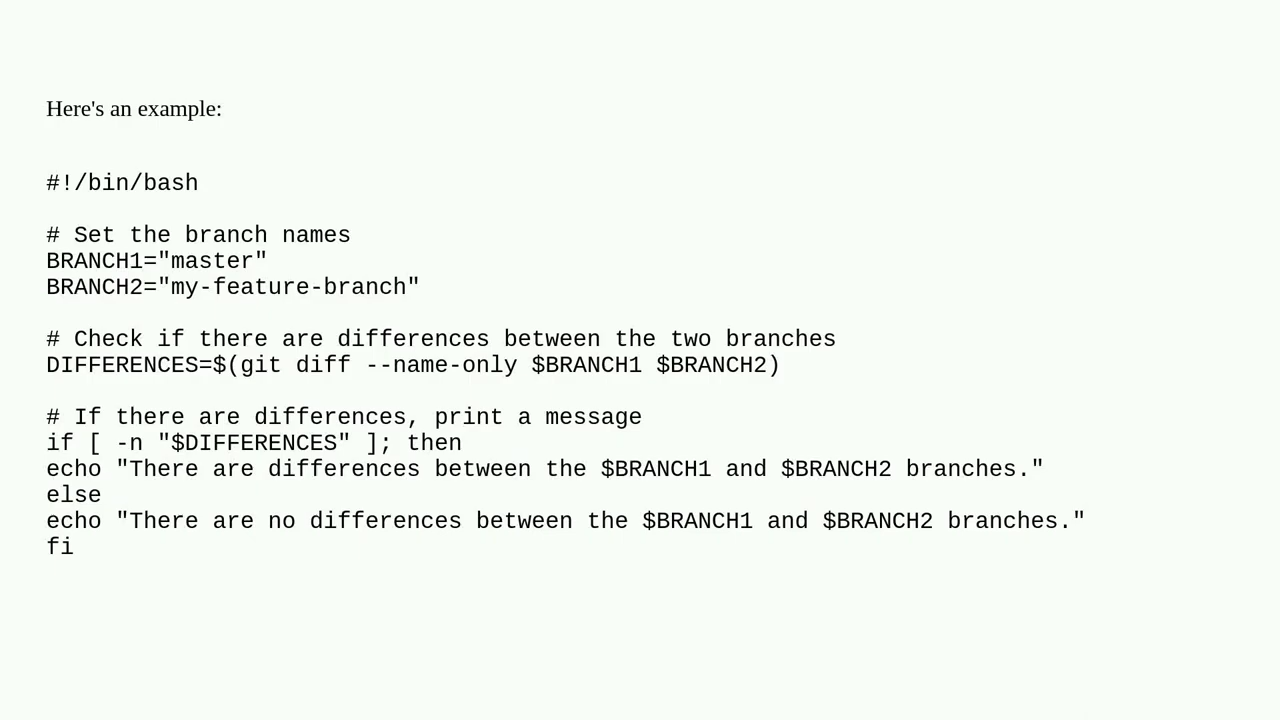 Here's an example:
#!/bin/bash
# Set the branch names
BRANCH1="master"
BRANCH2="my-feature-branch"
# Check if there are differences between the two branches
DIFFERENCES=$(git diff --name-only $BRANCH1 $BRANCH2)
# If there are differences, print a message
if [ -n "$DIFFERENCES" ]; then
echo "There are differences between the $BRANCH1 and $BRANCH2 branches."
else
echo "There are no differences between the $BRANCH1 and $BRANCH2 branches."
fi